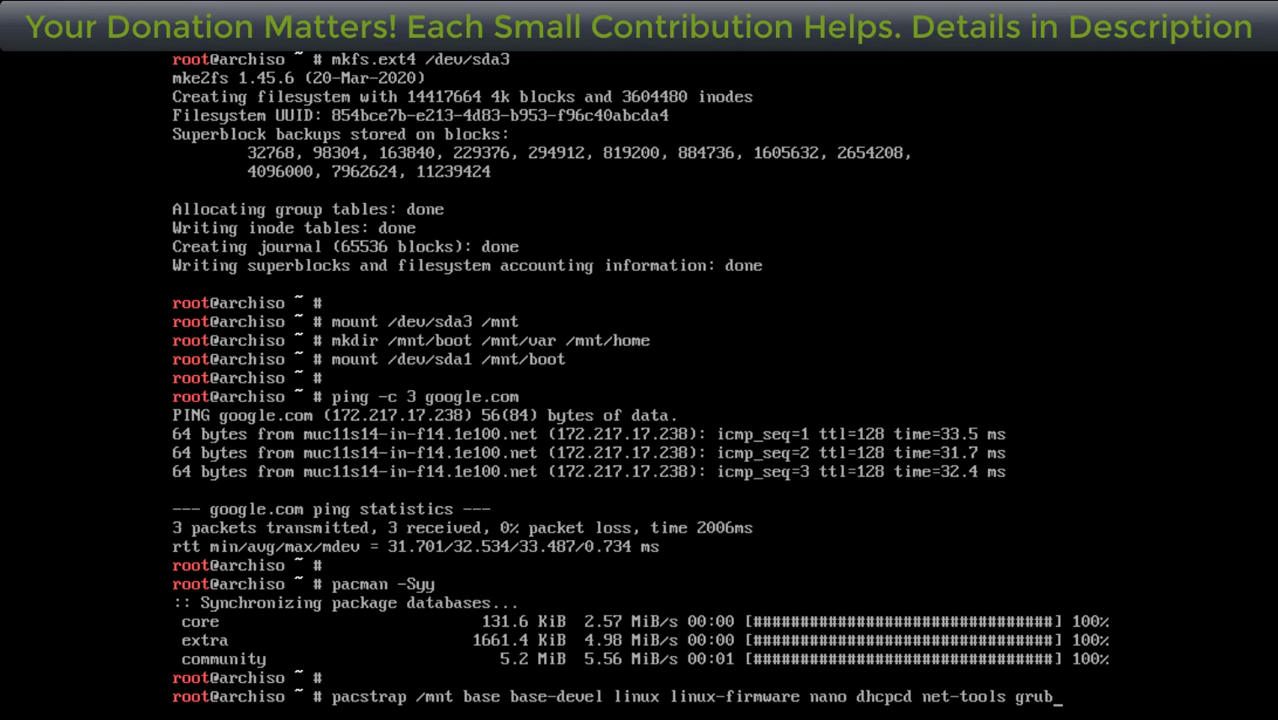 Your Donation Matters! Each Small Contribution Helps. Details in Description
root@archiso ~ # mkfs.ext4 /dev/sda3
mke2fs 1.45.6 (20-Mar-2020)
Creating filesystem with 14417664 4k blocks and 3604480 inodes
Filesystem UUID: 854bce7b-e213-4d83-b953-f96c40abcda4
Superblock backups stored on blocks:
        32768, 98304, 163840, 229376, 294912, 819200, 884736, 1605632, 2654208,
        4096000, 7962624, 11239424
Allocating group tables: done
Writing inode tables: done
Creating journal (65536 blocks): done
Writing superblocks and filesystem accounting information: done
root@archiso ~ #
root@archiso ~ # mount /dev/sda3 /mnt
root@archiso ~ # mkdir /mnt/boot /mnt/var /mnt/home
root@archiso ~ # mount /dev/sda1 /mnt/boot
root@archiso ~ #
root@archiso ~ # ping -c 3 google.com
PING google.com (172.217.17.238) 56(84) bytes of data.
64 bytes from muc11s14-in-f14.1e100.net (172.217.17.238): icmp_seq=1 ttl=128 time=33.5 ms
64 bytes from muc11s14-in-f14.1e100.net (172.217.17.238): icmp_seq=2 ttl=128 time=31.7 ms
64 bytes from muc11s14-in-f14.1e100.net (172.217.17.238): icmp_seq=3 ttl=128 time=32.4 ms
--- google.com ping statistics ---
3 packets transmitted, 3 received, 0% packet loss, time 2006ms
rtt min/avg/max/mdev = 31.701/32.534/33.487/0.734 ms
root@archiso ~ #
root@archiso ~ # pacman -Syy
:: Synchronizing package databases...
 core 131.6 KiB 2.57 MiB/s 00:00 [################################] 100%
 extra 1661.4 KiB 4.98 MiB/s 00:00 [################################] 100%
 community 5.2 MiB 5.56 MiB/s 00:01 [################################] 100%
root@archiso ~ #
root@archiso ~ # pacstrap /mnt base base-devel linux linux-firmware nano dhcpcd net-tools grub_